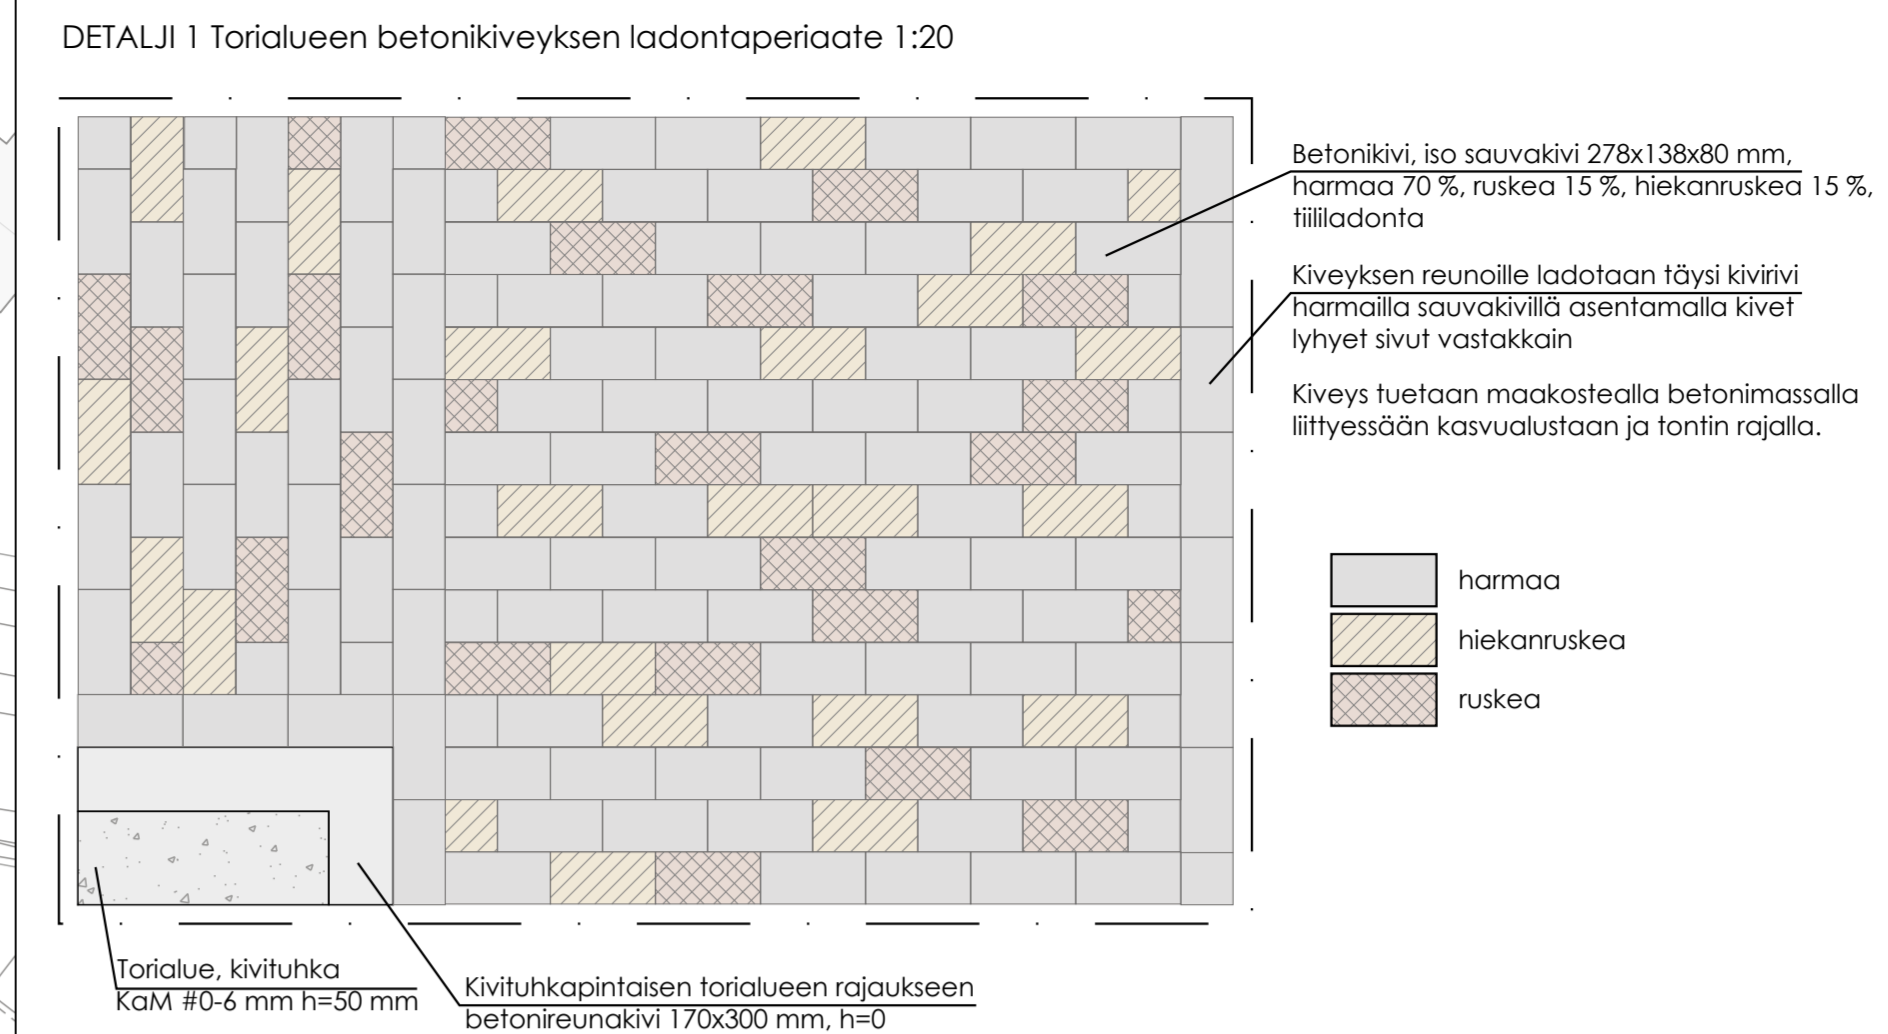 DETALJI 1 Torialueen betonikiveyksen ladontaperiaate 1:20
Betonikivi, iso sauvakivi 278x138x80 mm,
harmaa 70 %, ruskea 15 %, hiekanruskea 15 %,
tiililadonta
Kiveyksen reunoille ladotaan täysi kivirivi
harmailla sauvakivillä asentamalla kivet
lyhyet sivut vastakkain
Kiveys tuetaan maakostealla betonimassalla
liittyessään kasvualustaan ja tontin rajalla.
harmaa
hiekanruskea
ruskea
Torialue, kivituhka
KaM #0-6 mm h=50 mm
Kivituhkapintaisen torialueen rajaukseen
betonireunakivi 170x300 mm, h=0